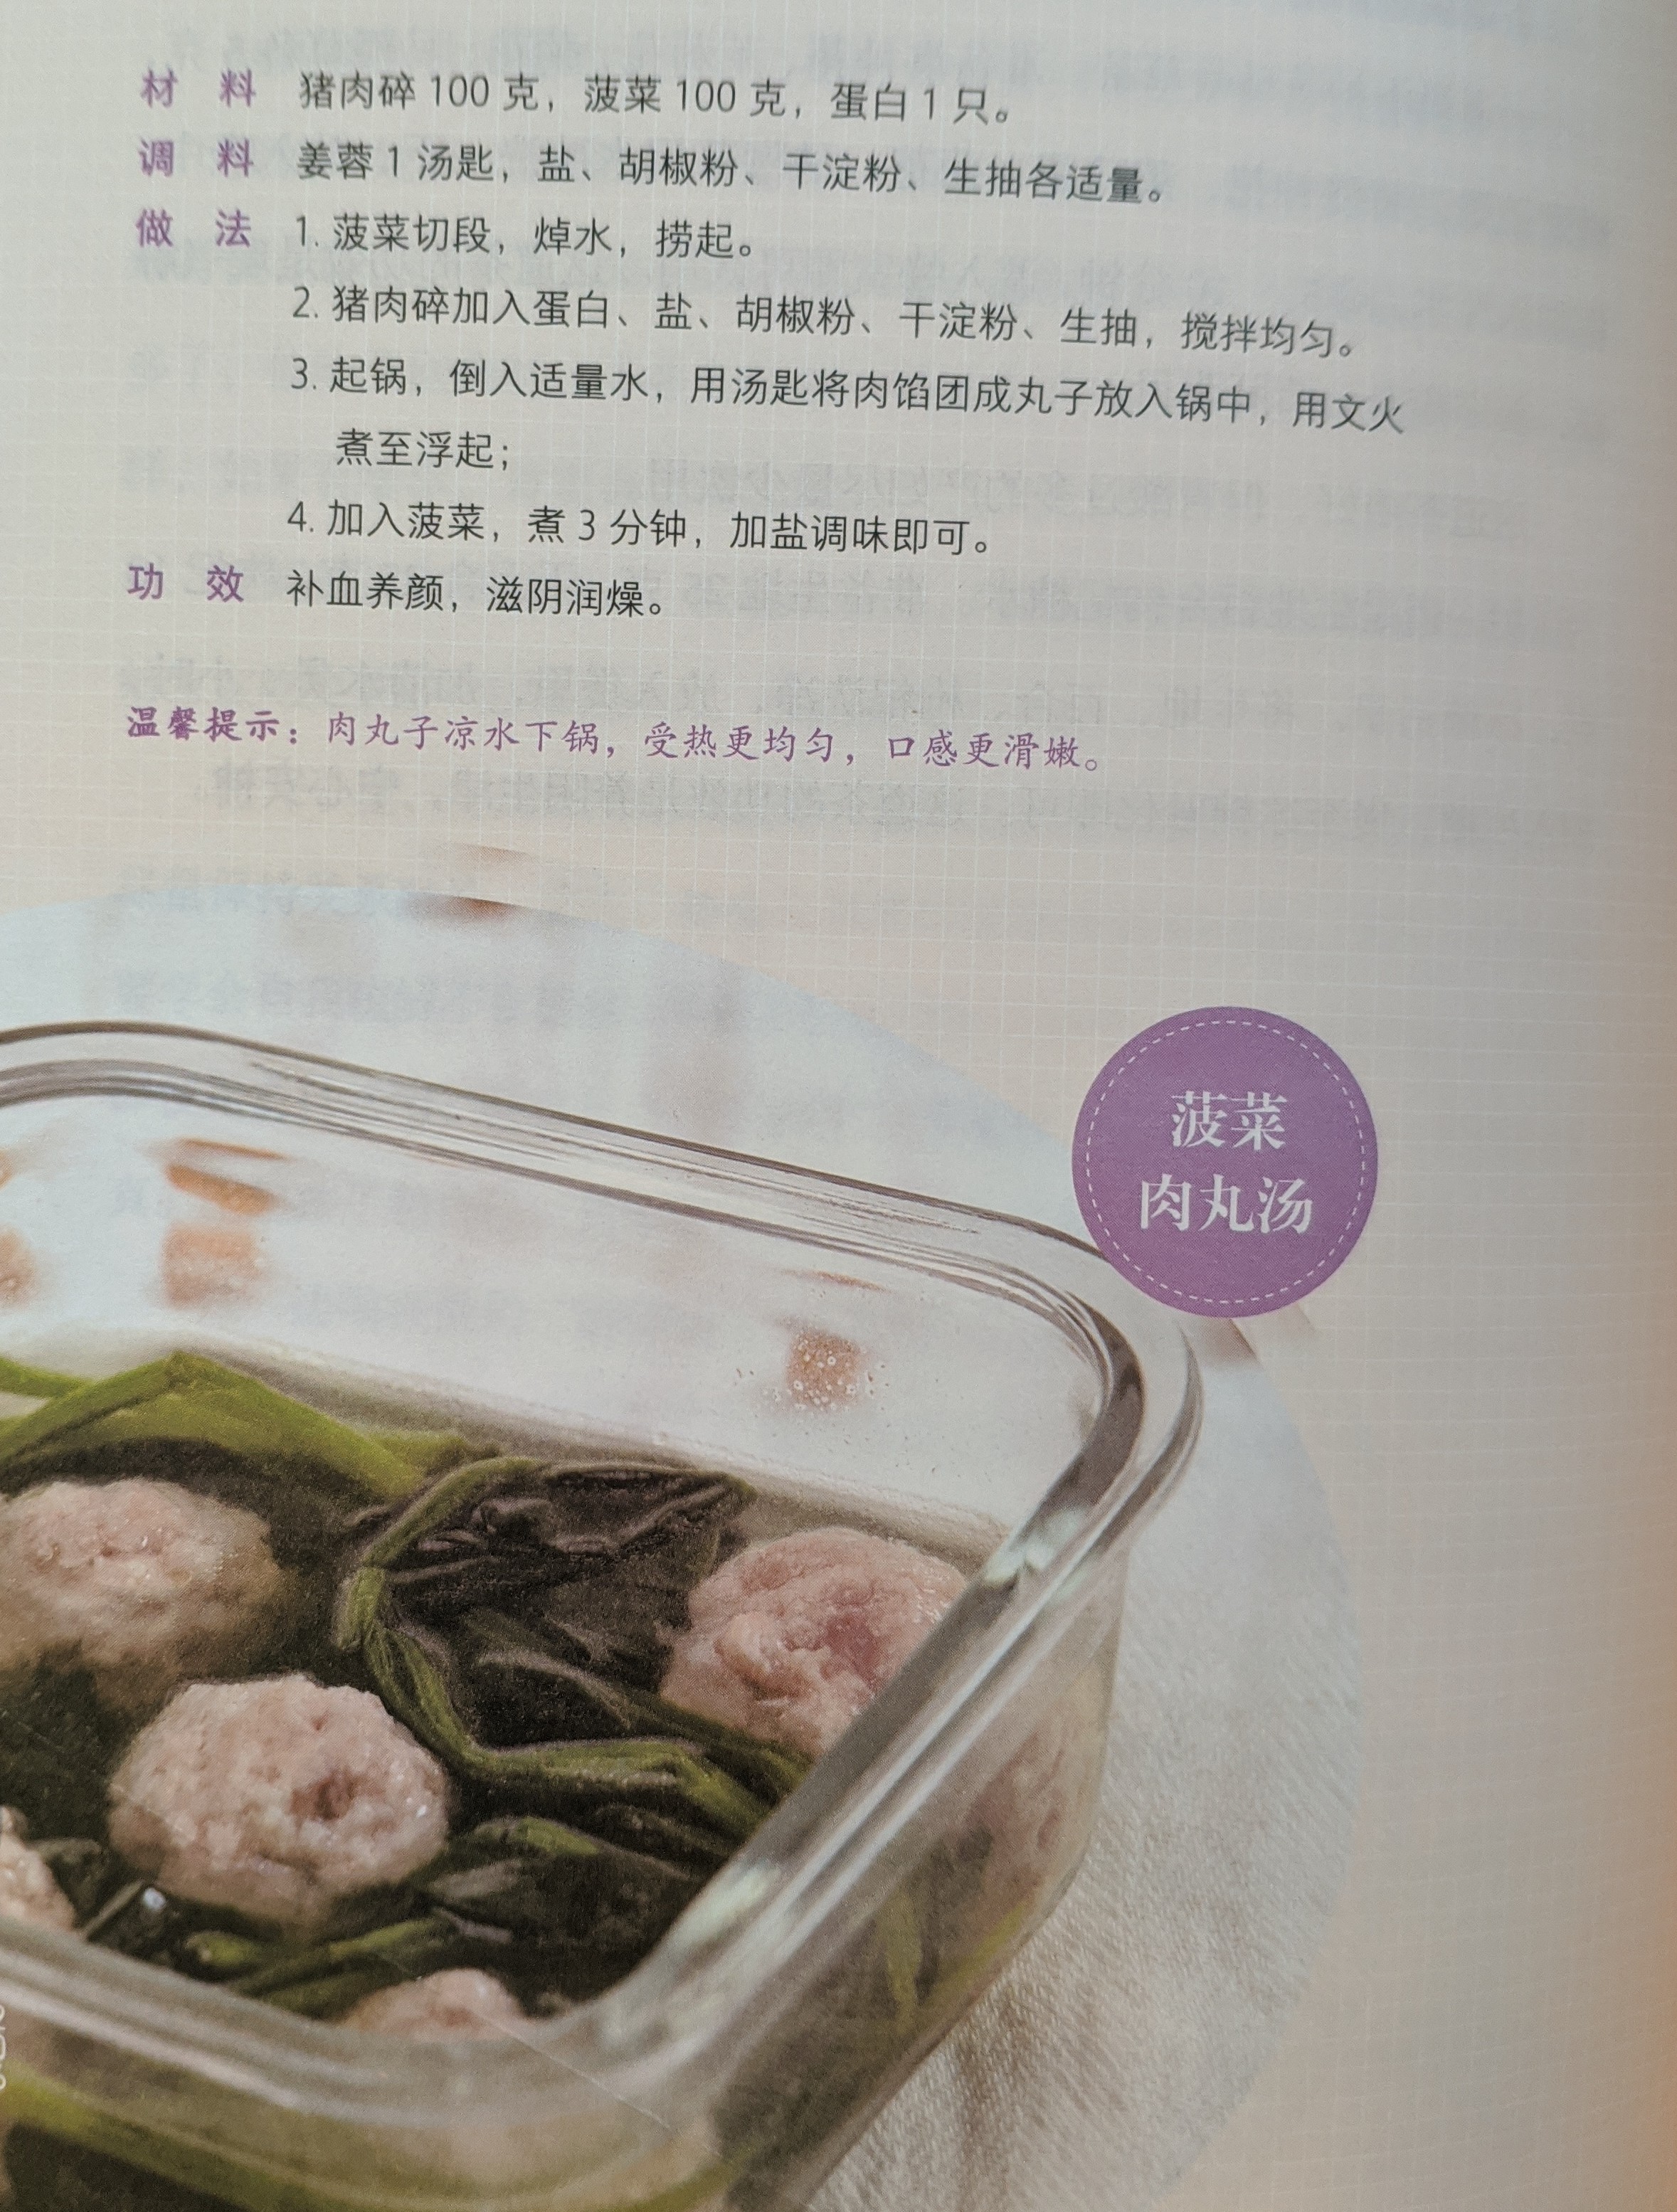 材 料 猪肉碎 100 克，菠菜 100 克，蛋白 1 只。
调 料 姜蓉 1 汤匙，盐、胡椒粉、干淀粉、生抽各适量。
做 法 1. 菠菜切段，焯水，捞起。
2. 猪肉碎加入蛋白、盐、胡椒粉、干淀粉、生抽，搅拌均匀。
3. 起锅，倒入适量水，用汤匙将肉馅团成丸子放入锅中，用文火
煮至浮起；
4. 加入菠菜，煮 3 分钟，加盐调味即可。
功 效 补血养颜，滋阴润燥。
温馨提示：肉丸子凉水下锅，受热更均匀，口感更滑嫩。
菠菜
肉丸汤